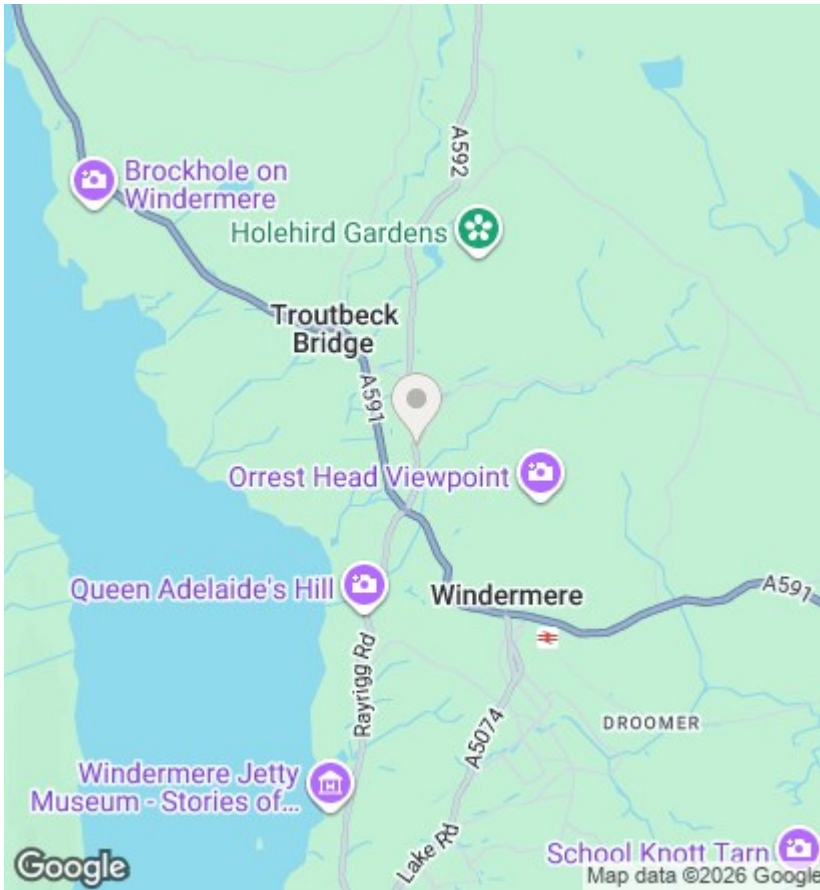 A592
Brockhole on
Windermere
Holehird Gardens
Troutbeck
Bridge
A591
Orrest Head Viewpoint
Queen Adelaide's Hill
Windermere
A591
Rayrigg Rd
A5074
DROOMER
Windermere Jetty
Museum - Stories of...
Lake Rd
School Knott Tarn
Google
Map data ©2026 Google